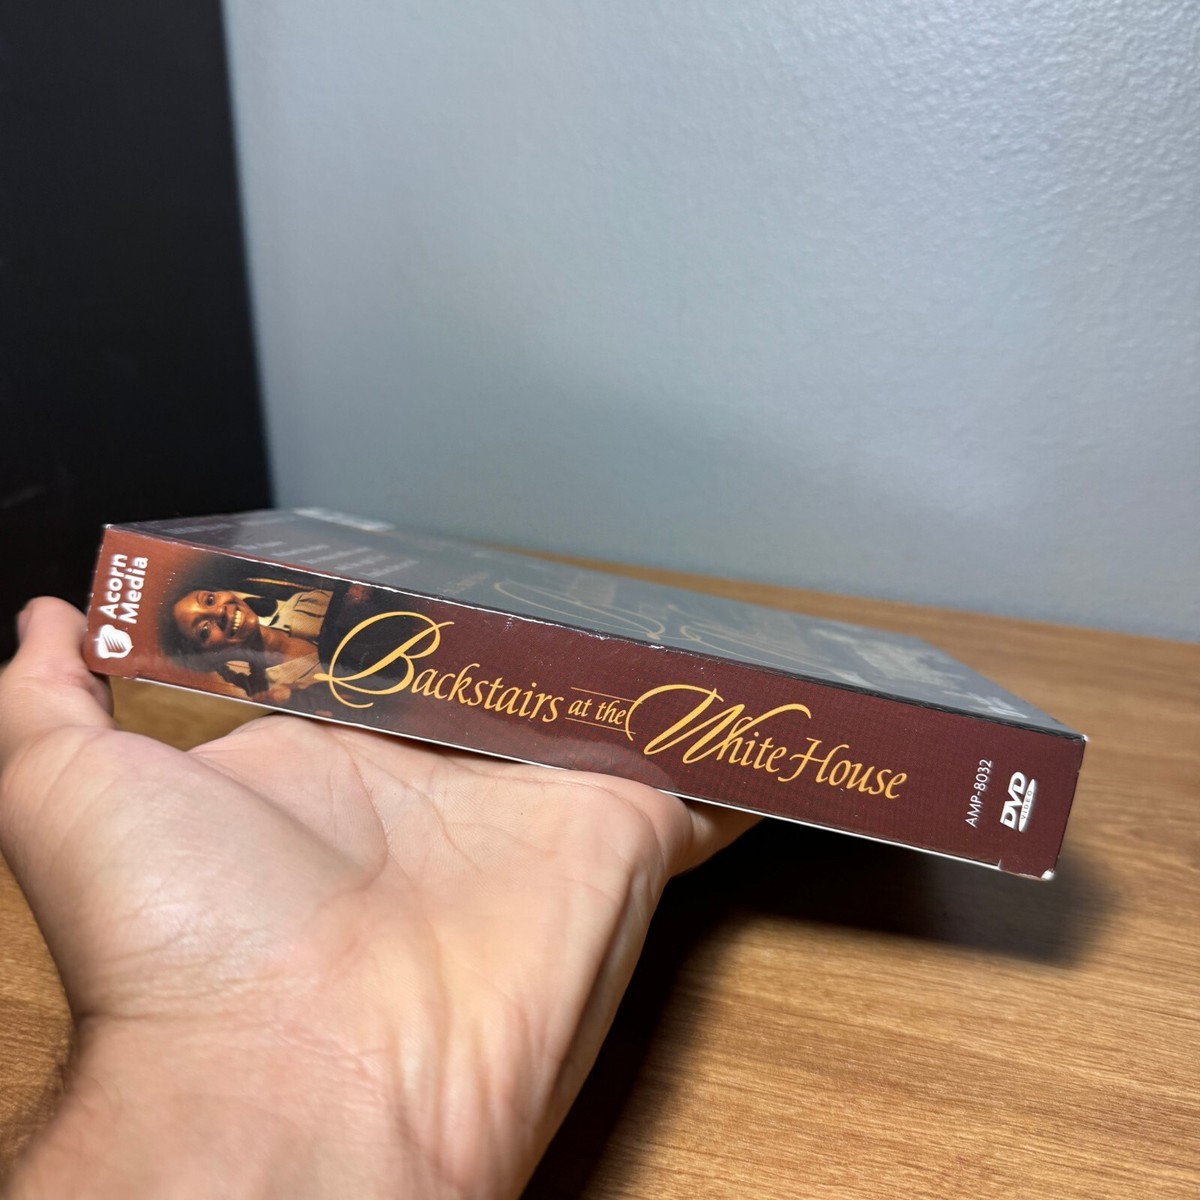 Acorn
Media
Backstairs at the White House
AMP-8032
DVD
VIDEO